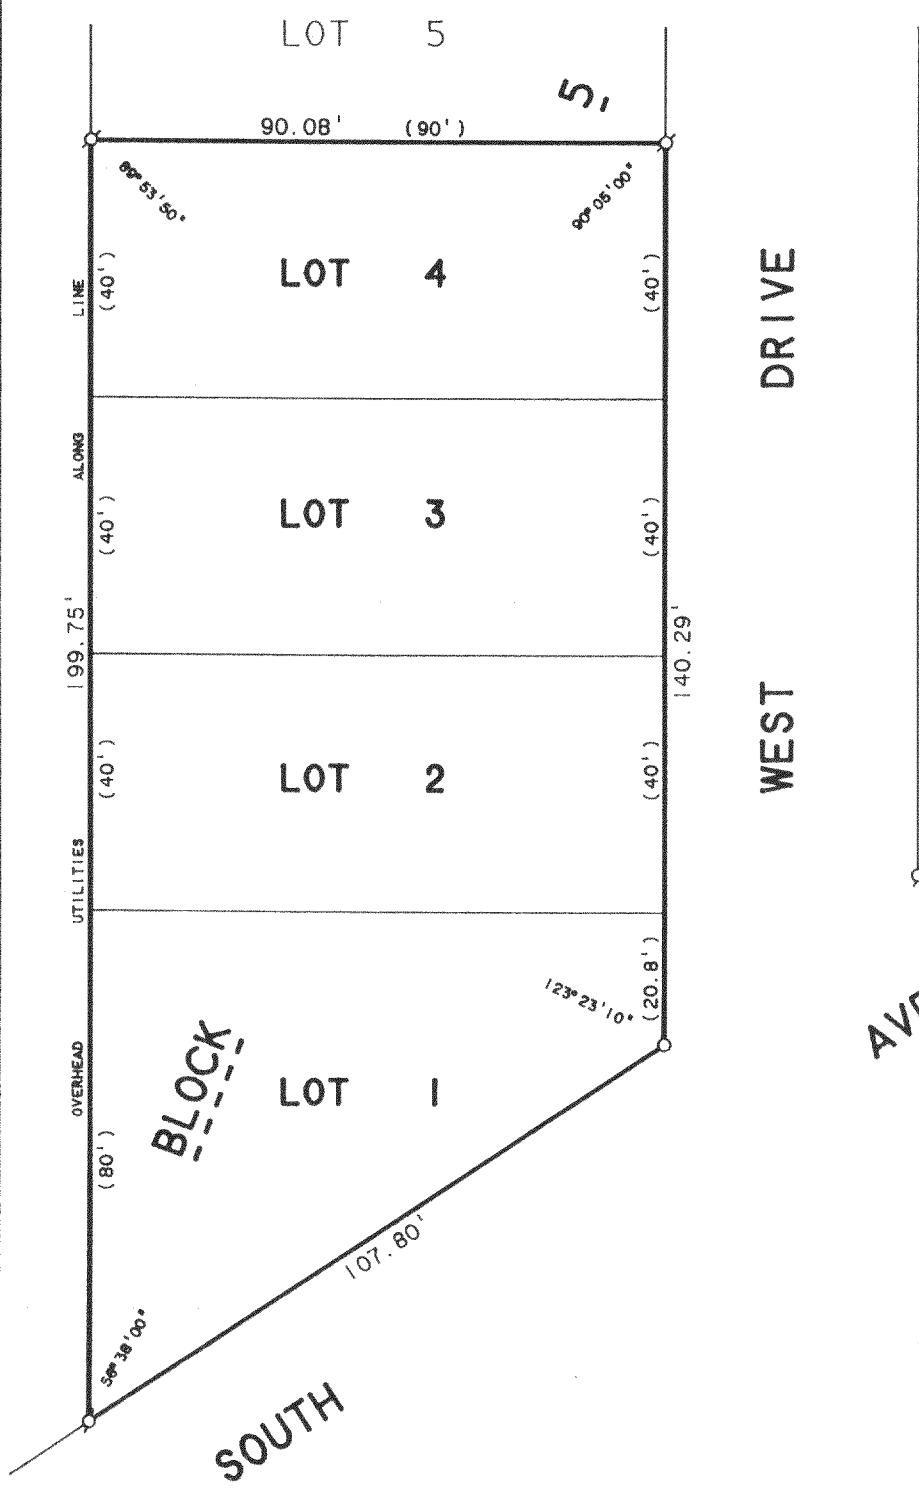 LOT 5
5
90.08' (90')
89°53'50"
90°05'00"
LOT 4
(40')
(40')
LINE
DRIVE
ALONG
LOT 3
(40')
(40')
199.75'
140.29'
WEST
LOT 2
(40')
(40')
UTILITIES
(20.8')
123°23'10"
OVERHEAD
BLOCK
LOT 1
(80')
107.80'
56°38'00"
SOUTH